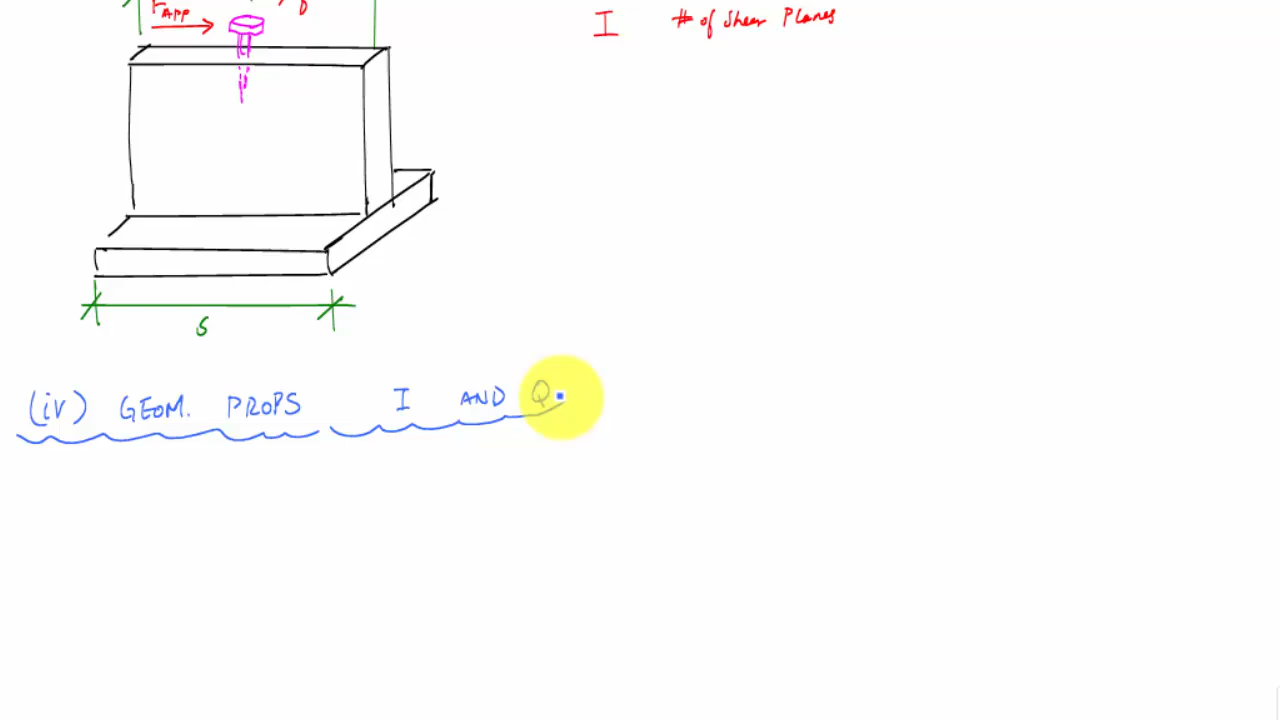 F_APP
I # of Shear Planes
S
(iv) GEOM. PROPS I AND Q